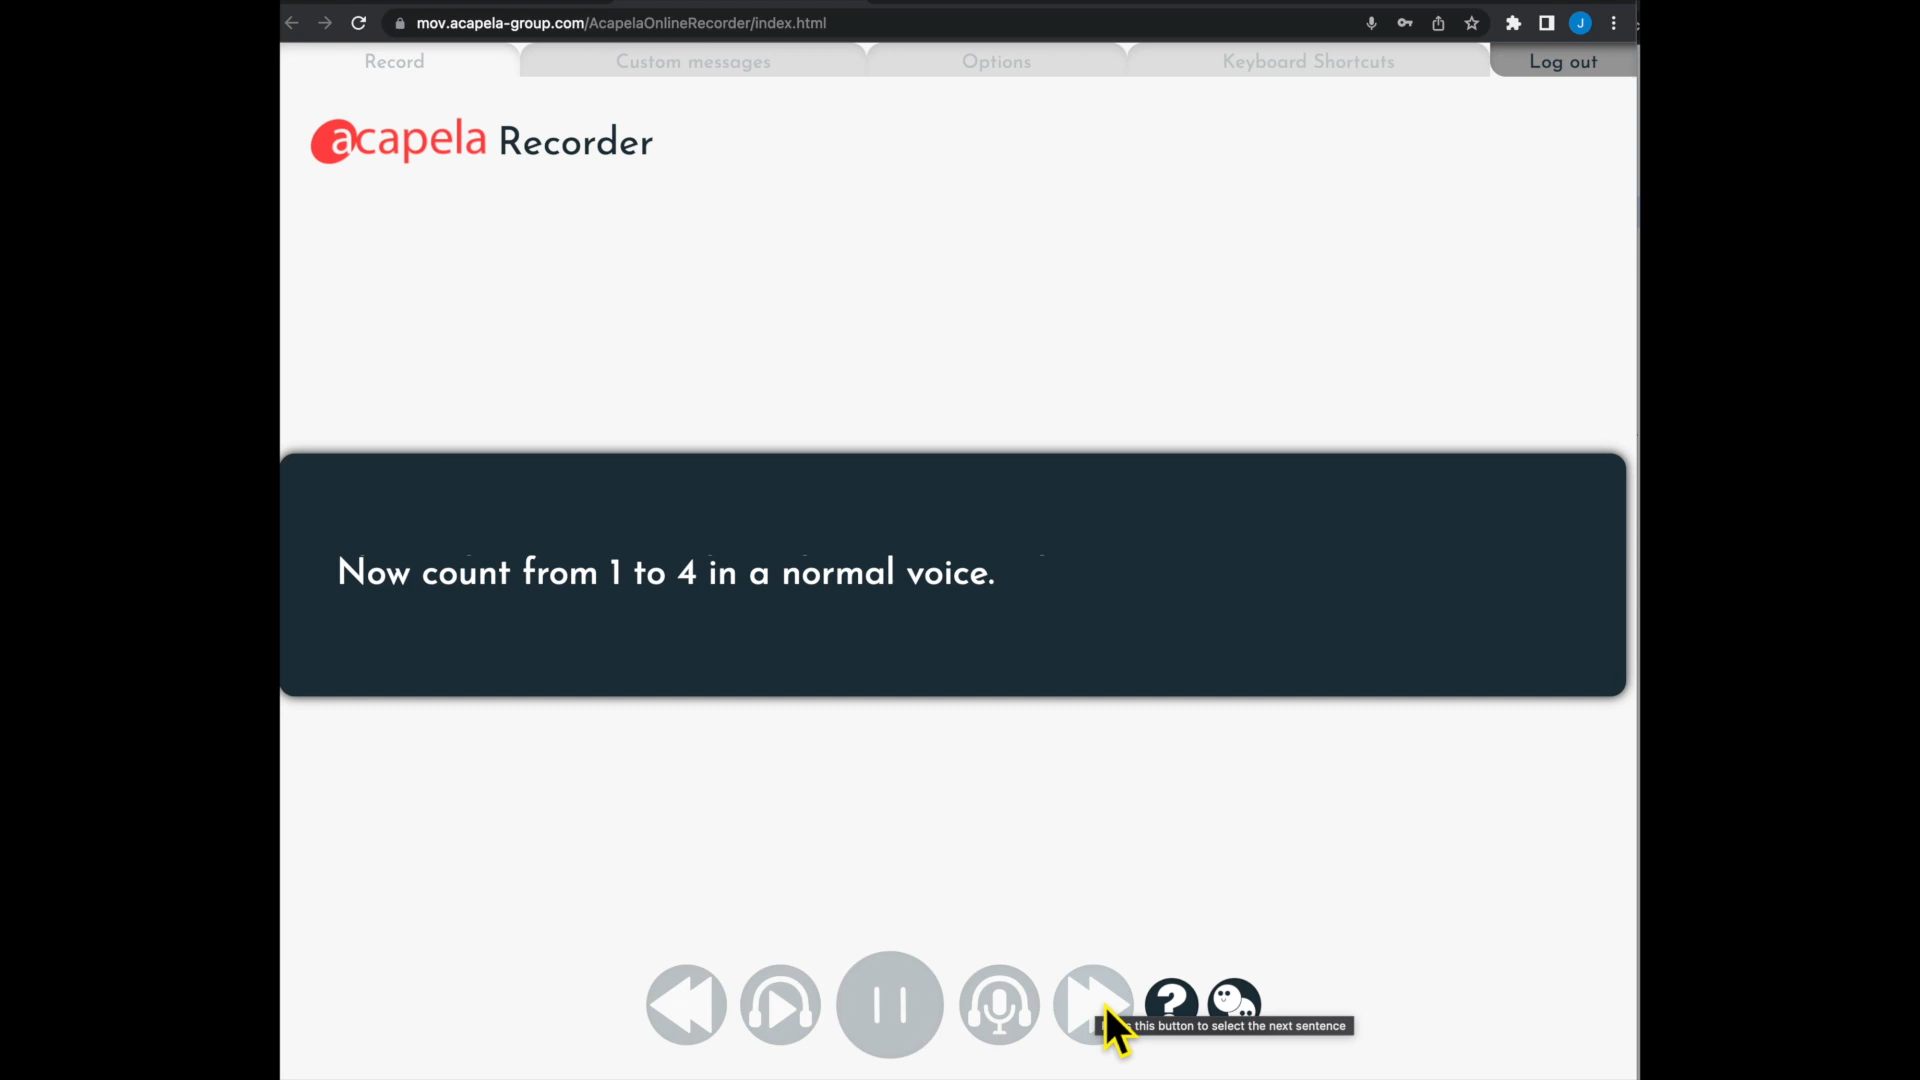 mov.acapela-group.com/AcapelaOnlineRecorder/index.html
J
Record
Custom messages
Options
Keyboard Shortcuts
Log out
acapela Recorder
Now count from 1 to 4 in a normal voice.
?
this button to select the next sentence